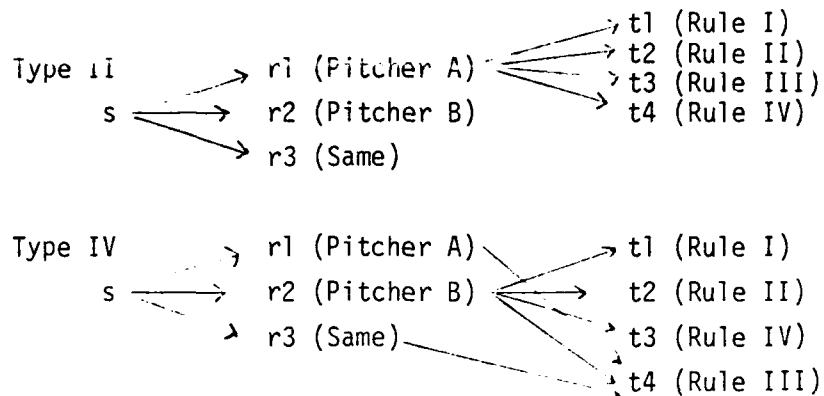 t1 (Rule I)
Type II r1 (Pitcher A) t2 (Rule II)
t3 (Rule III)
s r2 (Pitcher B) t4 (Rule IV)
r3 (Same)
Type IV r1 (Pitcher A) t1 (Rule I)
s r2 (Pitcher B) t2 (Rule II)
r3 (Same) t3 (Rule IV)
t4 (Rule III)